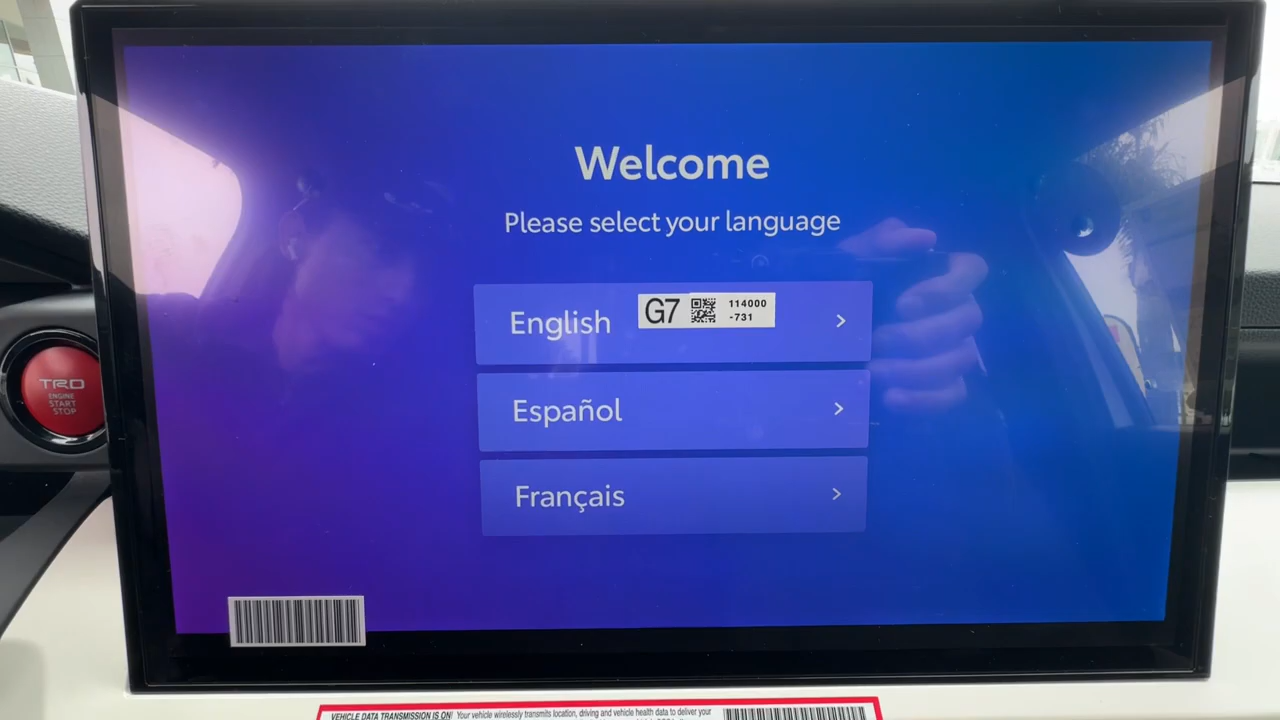 Welcome
Please select your language
English
G7
114000
-731
Español
Français
TRD
ENGINE
START
STOP
VEHICLE DATA TRANSMISSION IS ON! Your vehicle wirelessly transmits location, driving and vehicle health data to deliver your